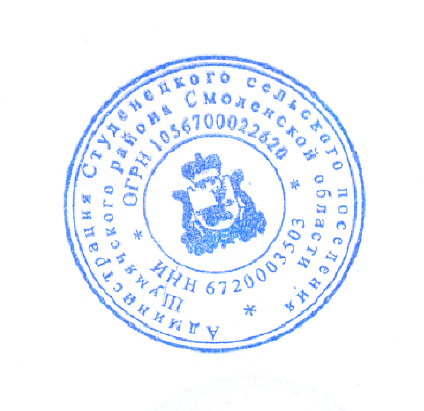 Администрация Студенецкого сельского поселения
Шумячского района Смоленской области
ОГРН 1056700022620
ИНН 6720003503